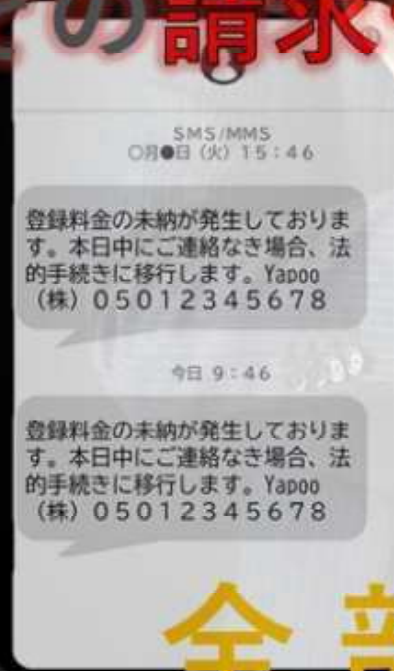 の請求
SMS/MMS
〇月●日（火）15：46
登録料金の未納が発生しておりま
す。本日中にご連絡なき場合、法
的手続きに移行します。Yapoo
（株）０５０１２３４５６７８
今日 9：46
登録料金の未納が発生しておりま
す。本日中にご連絡なき場合、法
的手続きに移行します。Yapoo
（株）０５０１２３４５６７８
全部